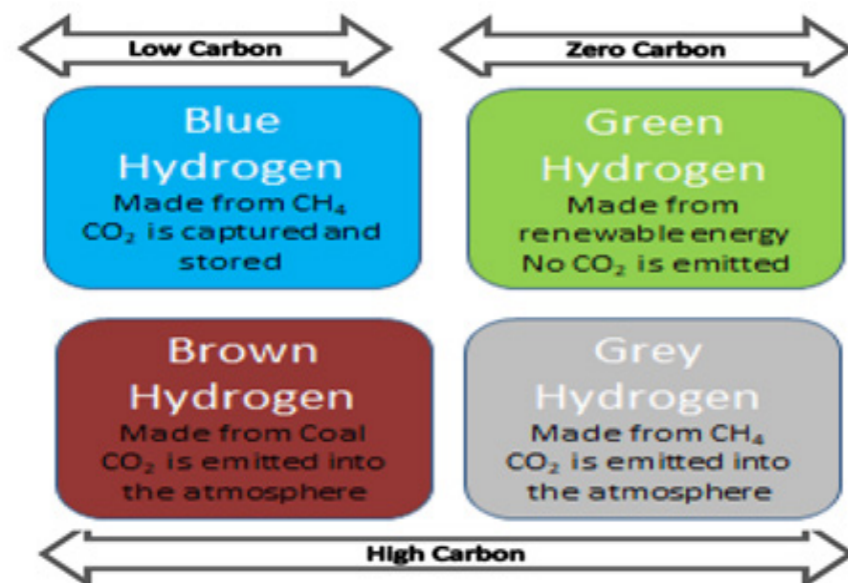 Low Carbon
Zero Carbon
Blue
Hydrogen
Made from CH₄
CO₂ is captured and
stored
Green
Hydrogen
Made from
renewable energy
No CO₂ is emitted
Brown
Hydrogen
Made from Coal
CO₂ is emitted into
the atmosphere
Grey
Hydrogen
Made from CH₄
CO₂ is emitted into
the atmosphere
High Carbon